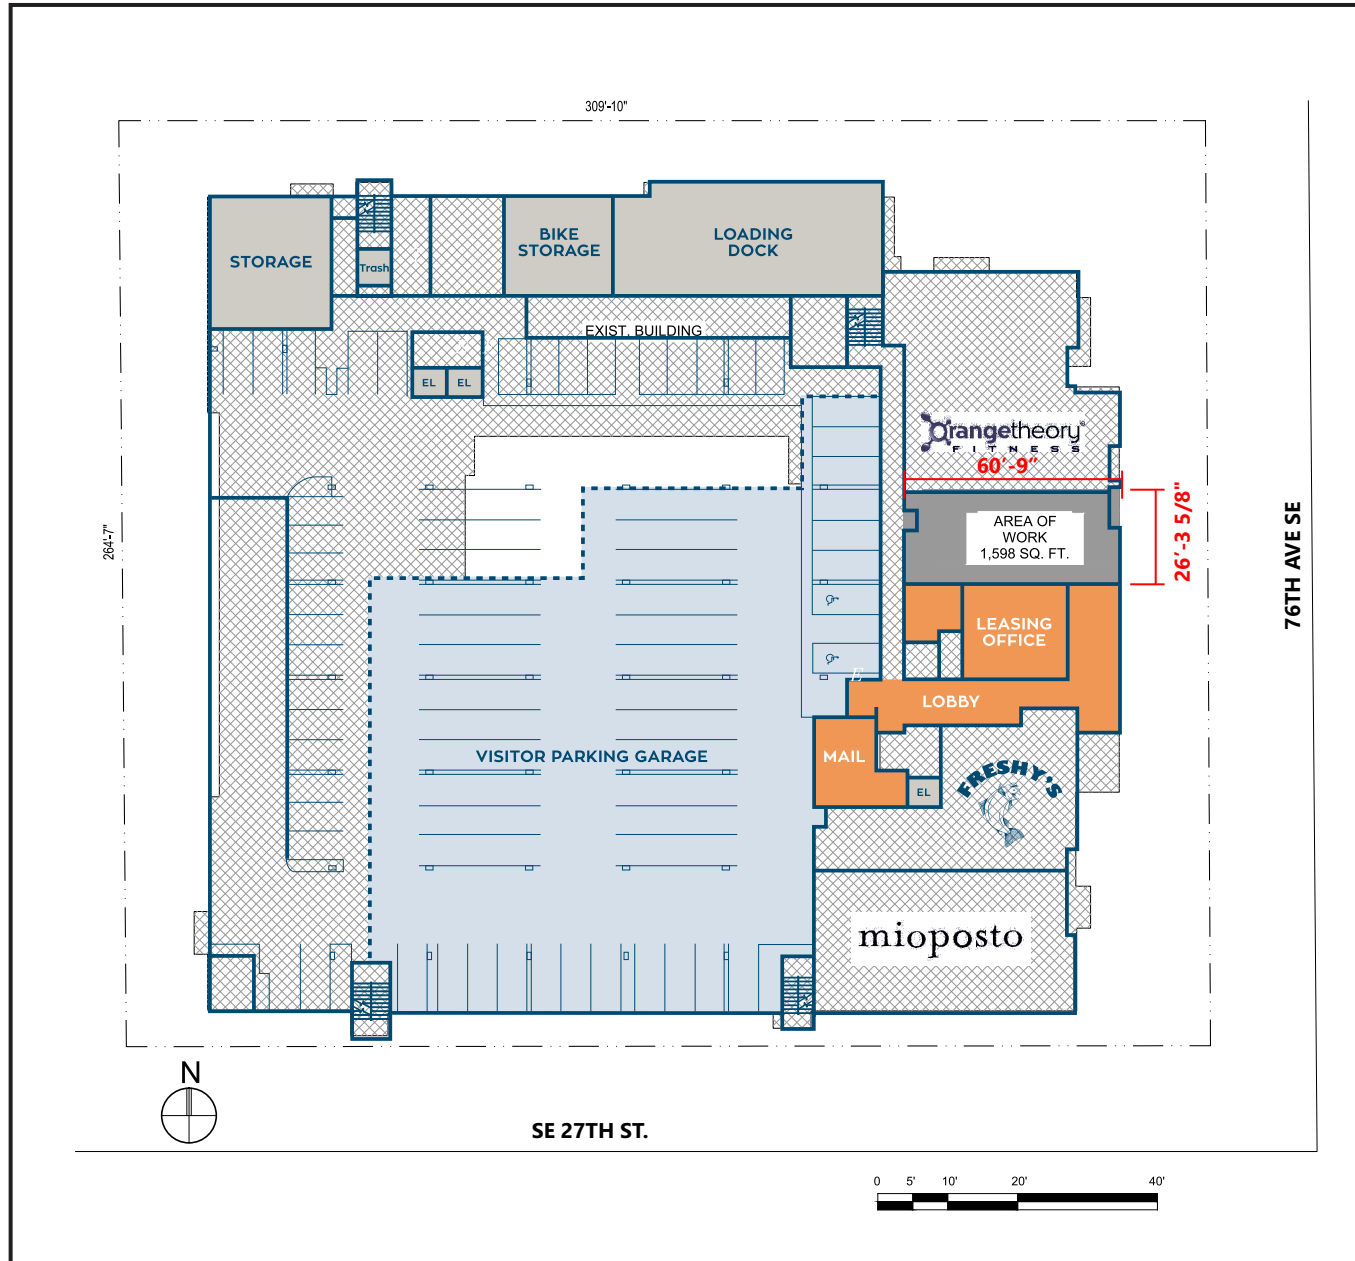 309'-10"
STORAGE
Trash
BIKE
STORAGE
LOADING
DOCK
EXIST. BUILDING
EL
EL
orangetheory®
FITNESS
60'-9"
264'-7"
AREA OF
WORK
1,598 SQ. FT.
26'-3 5/8"
76TH AVE SE
LEASING
OFFICE
E
LOBBY
VISITOR PARKING GARAGE
MAIL
EL
FRESHY'S
mioposto
N
SE 27TH ST.
0 5' 10' 20' 40'